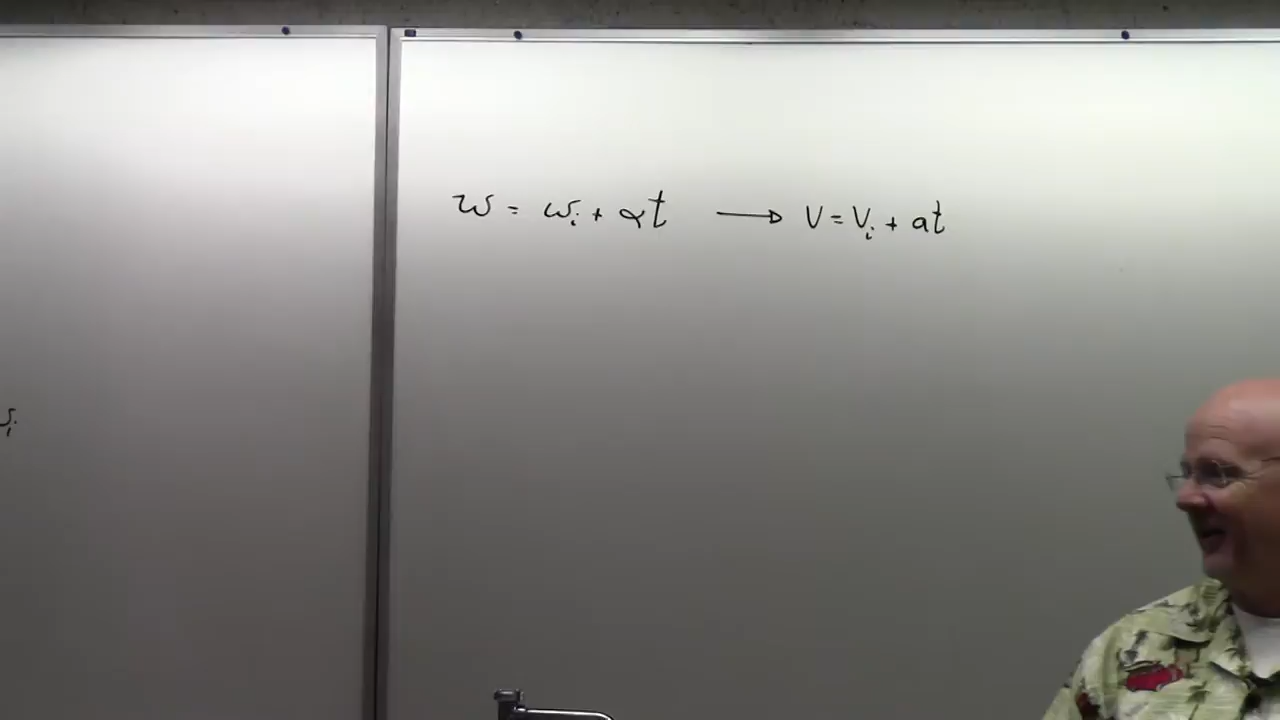 ω = ωᵢ + αt → V = Vᵢ + at